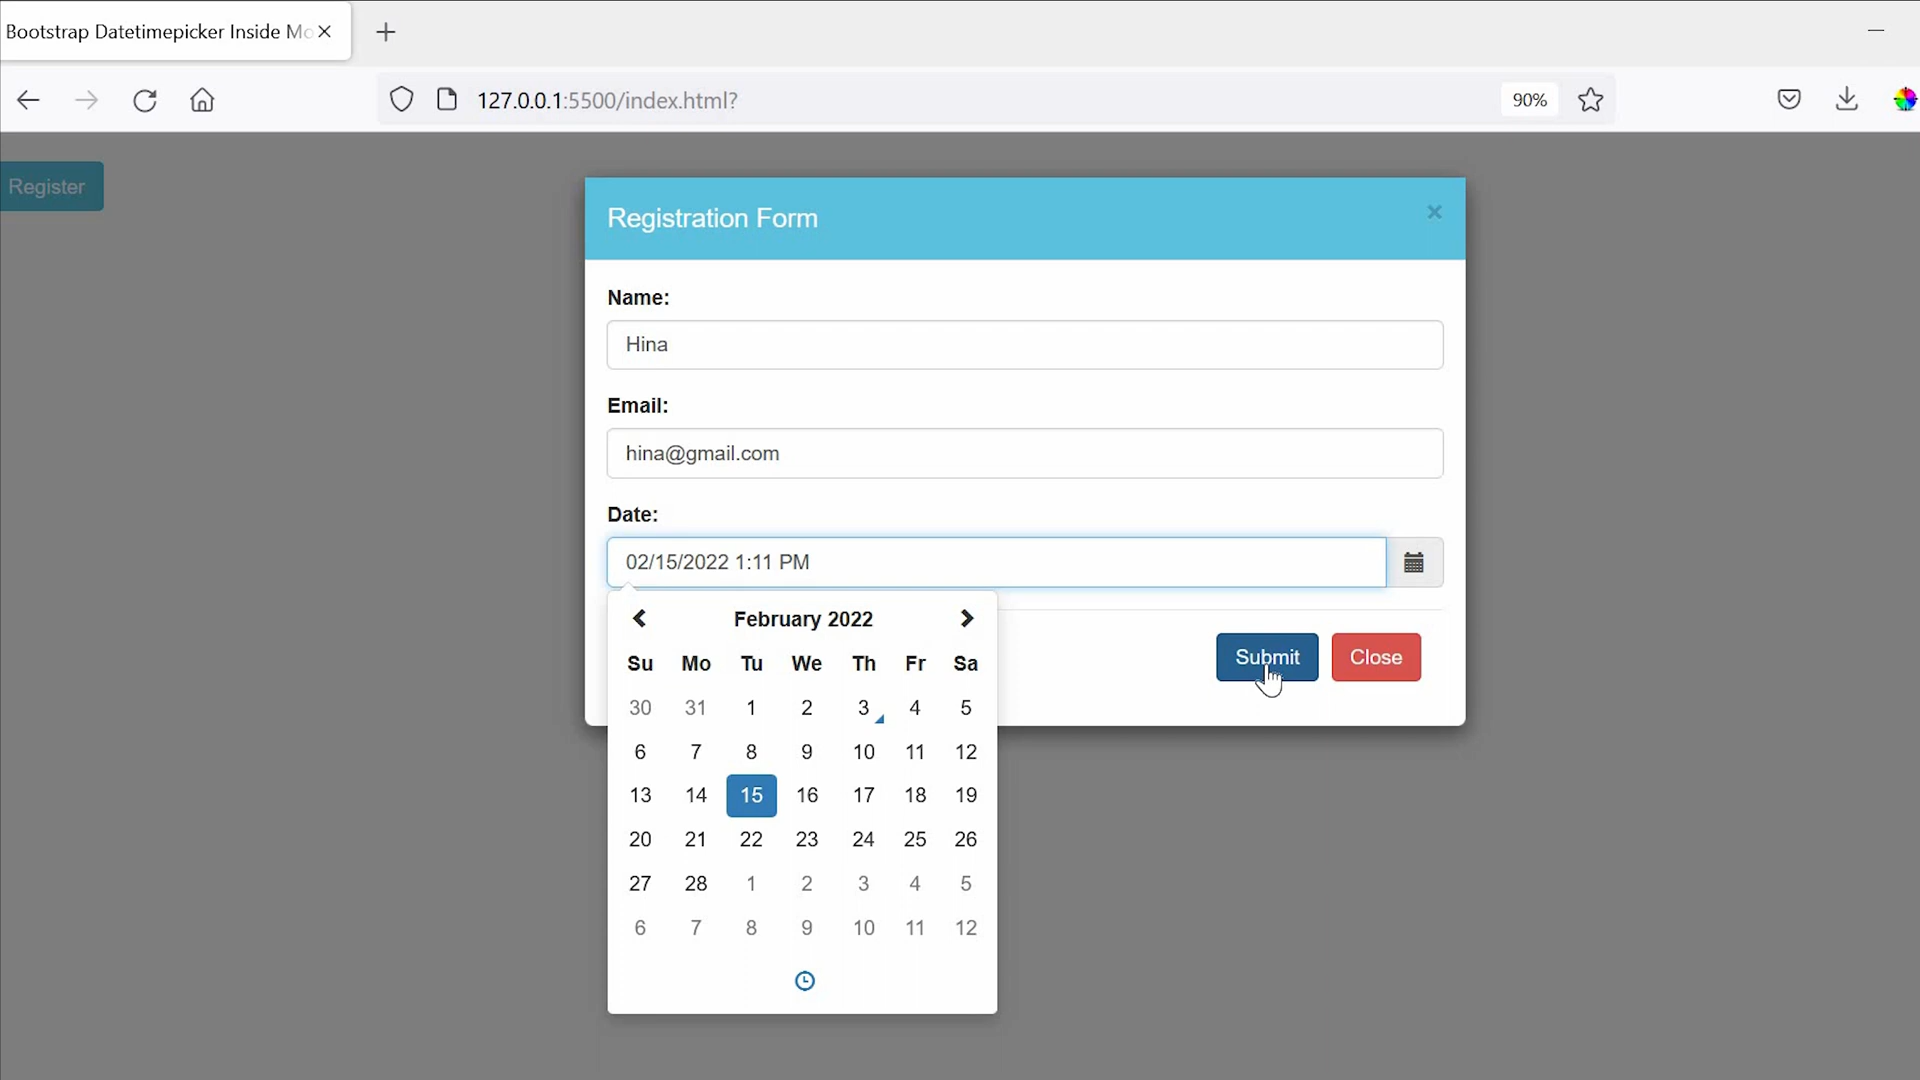 Bootstrap Datetimepicker Inside Mo
127.0.0.1:5500/index.html?
90%
Register
Registration Form
×
Name:
Hina
Email:
hina@gmail.com
Date:
02/15/2022 1:11 PM
February 2022
Su Mo Tu We Th Fr Sa
30 31 1 2 3 4 5
6 7 8 9 10 11 12
13 14 15 16 17 18 19
20 21 22 23 24 25 26
27 28 1 2 3 4 5
6 7 8 9 10 11 12
Submit Close